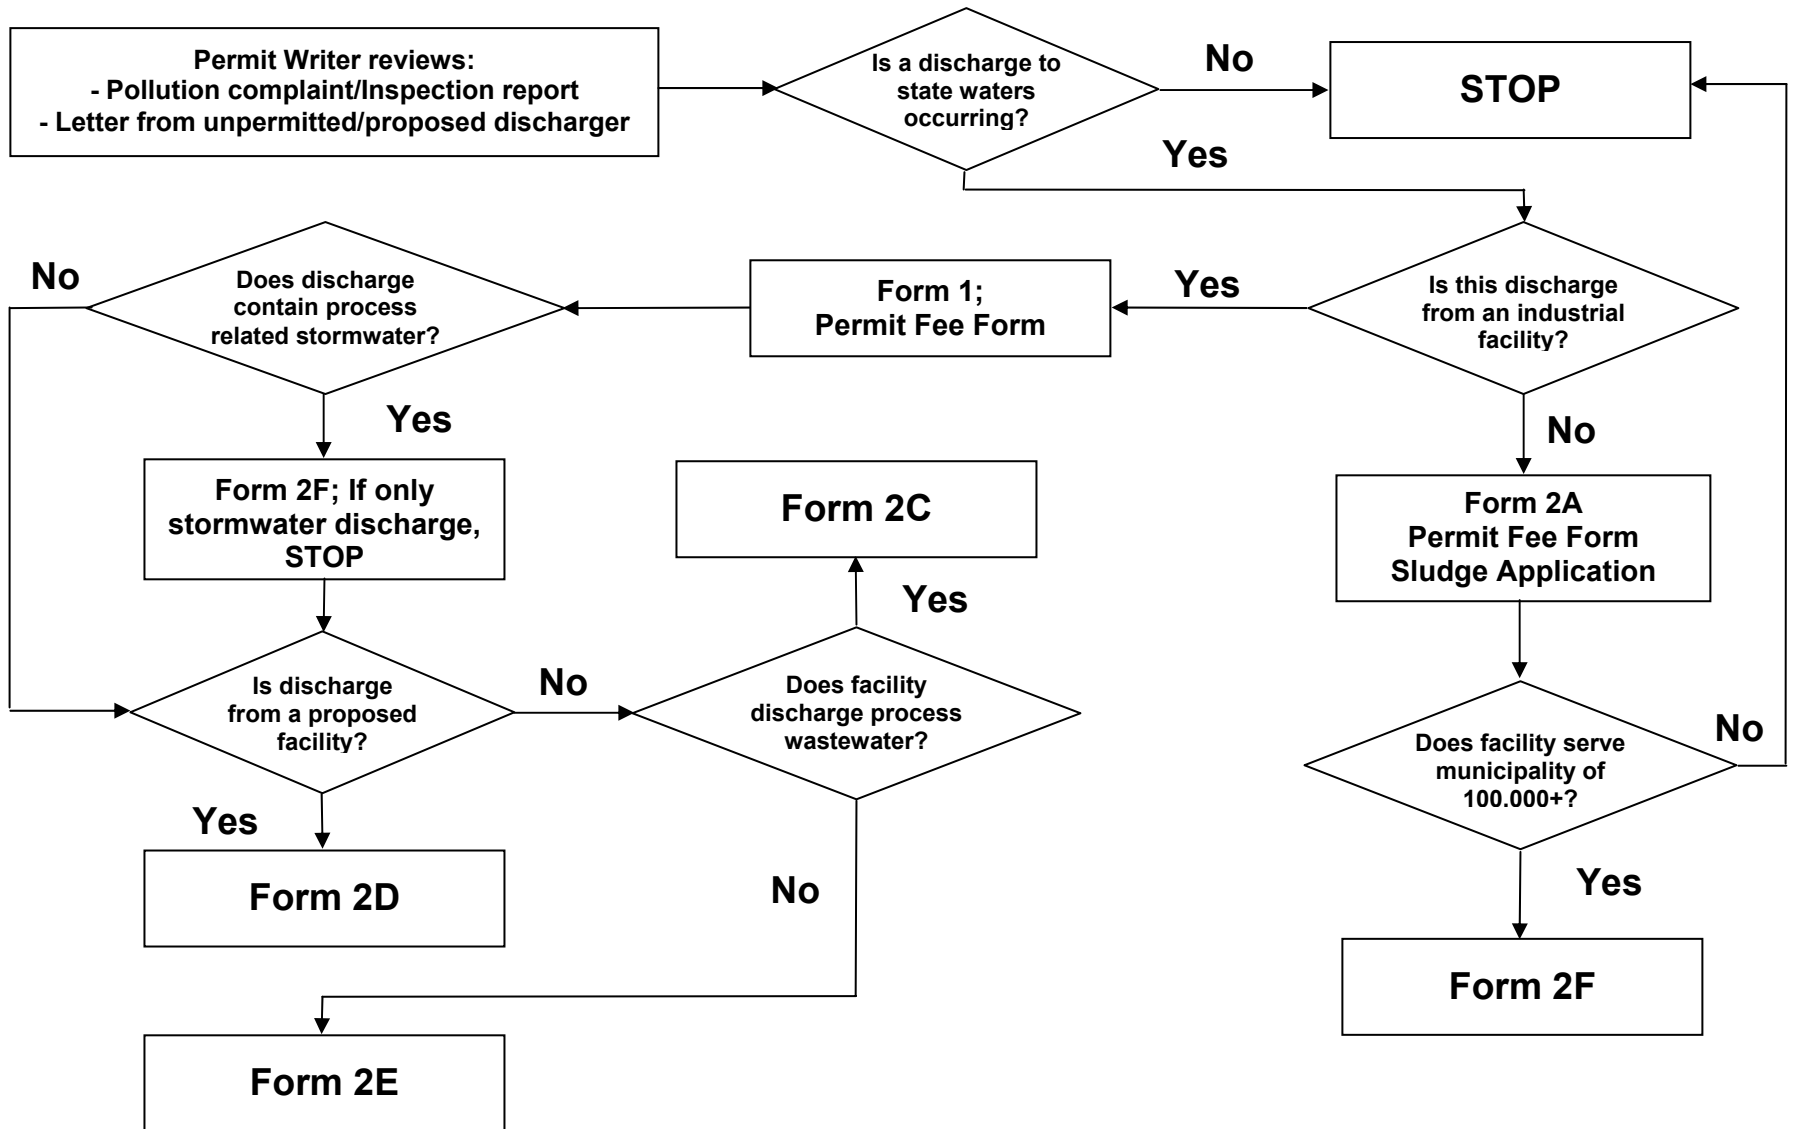 Permit Writer reviews:
- Pollution complaint/Inspection report
- Letter from unpermitted/proposed discharger
Is a discharge to
state waters
occurring?
No
STOP
Yes
Is this discharge
from an industrial
facility?
Yes
Form 1;
Permit Fee Form
Does discharge
contain process
related stormwater?
No
Yes
Form 2F; If only
stormwater discharge,
STOP
Is discharge
from a proposed
facility?
No
Yes
Form 2D
Does facility
discharge process
wastewater?
Yes
Form 2C
No
Form 2E
No
Form 2A
Permit Fee Form
Sludge Application
Does facility serve
municipality of
100.000+?
No
Yes
Form 2F